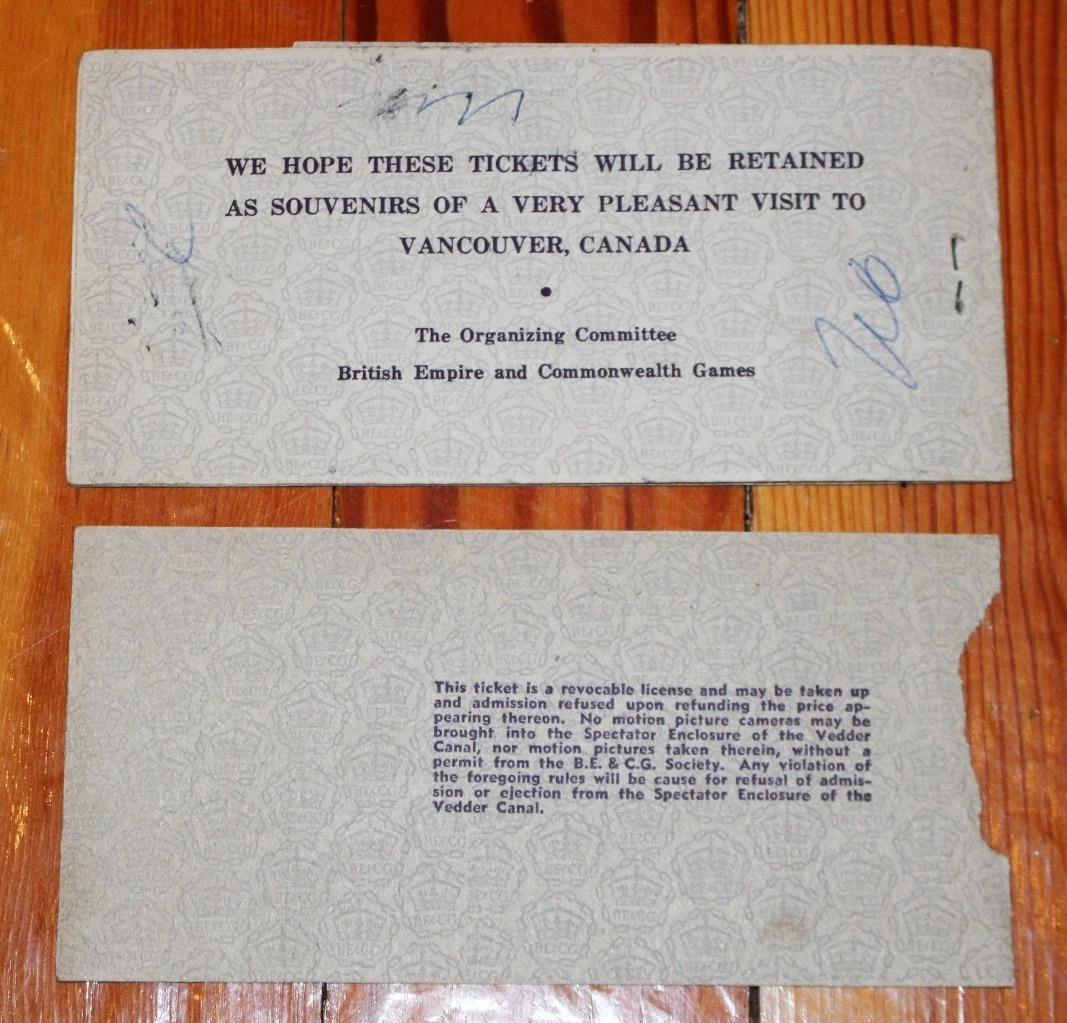 WE HOPE THESE TICKETS WILL BE RETAINED
AS SOUVENIRS OF A VERY PLEASANT VISIT TO
VANCOUVER, CANADA
•
The Organizing Committee
British Empire and Commonwealth Games
This ticket is a revocable license and may be taken up
and admission refused upon refunding the price ap-
pearing thereon. No motion picture cameras may be
brought into the Spectator Enclosure of the Vedder
Canal, nor motion pictures taken therein, without a
permit from the B.E. & C.G. Society. Any violation of
the foregoing rules will be cause for refusal of admis-
sion or ejection from the Spectator Enclosure of the
Vedder Canal.